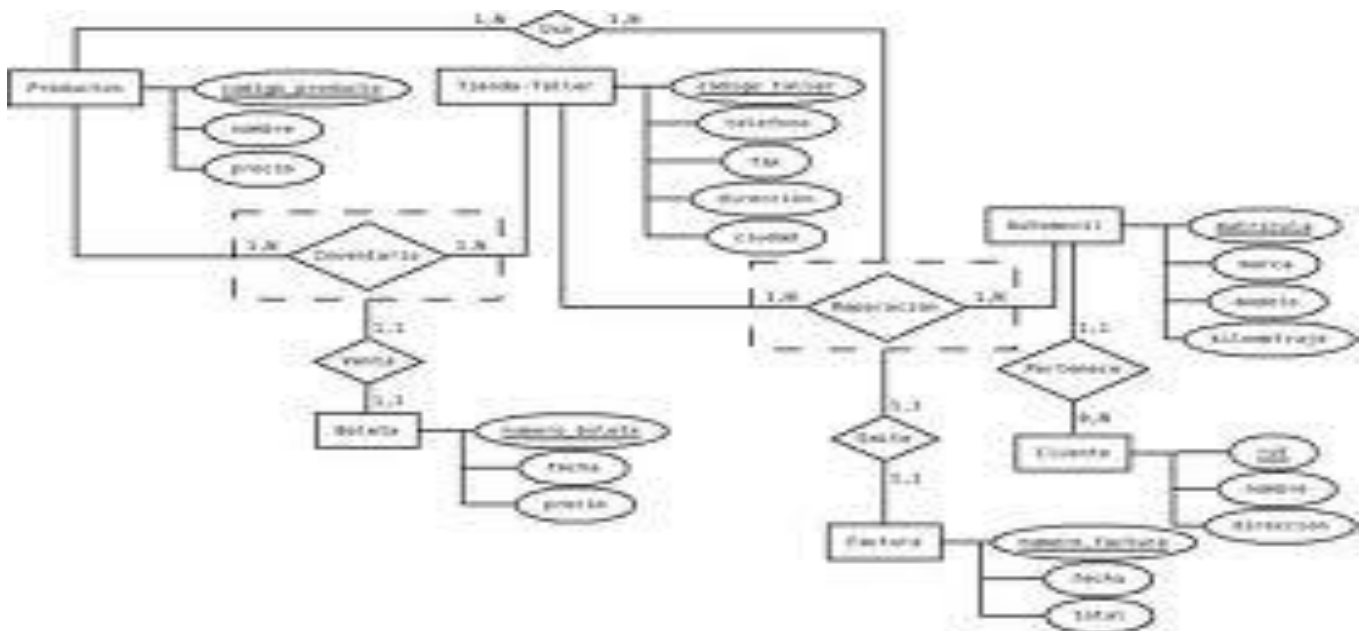 1,N
Uso
1,N
Productos
codigo_producto
nombre
precio
Tienda-Taller
codigo_taller
telefono
fax
direccion
ciudad
1,N
Inventario
1,N
Automovil
matricula
marca
modelo
kilometraje
1,N
Reparacion
1,N
1,1
Venta
1,1
Boleta
numero_boleta
fecha
precio
1,1
Pertenece
0,N
Cliente
rut
nombre
direccion
1,1
Emite
1,1
Factura
numero_factura
fecha
total